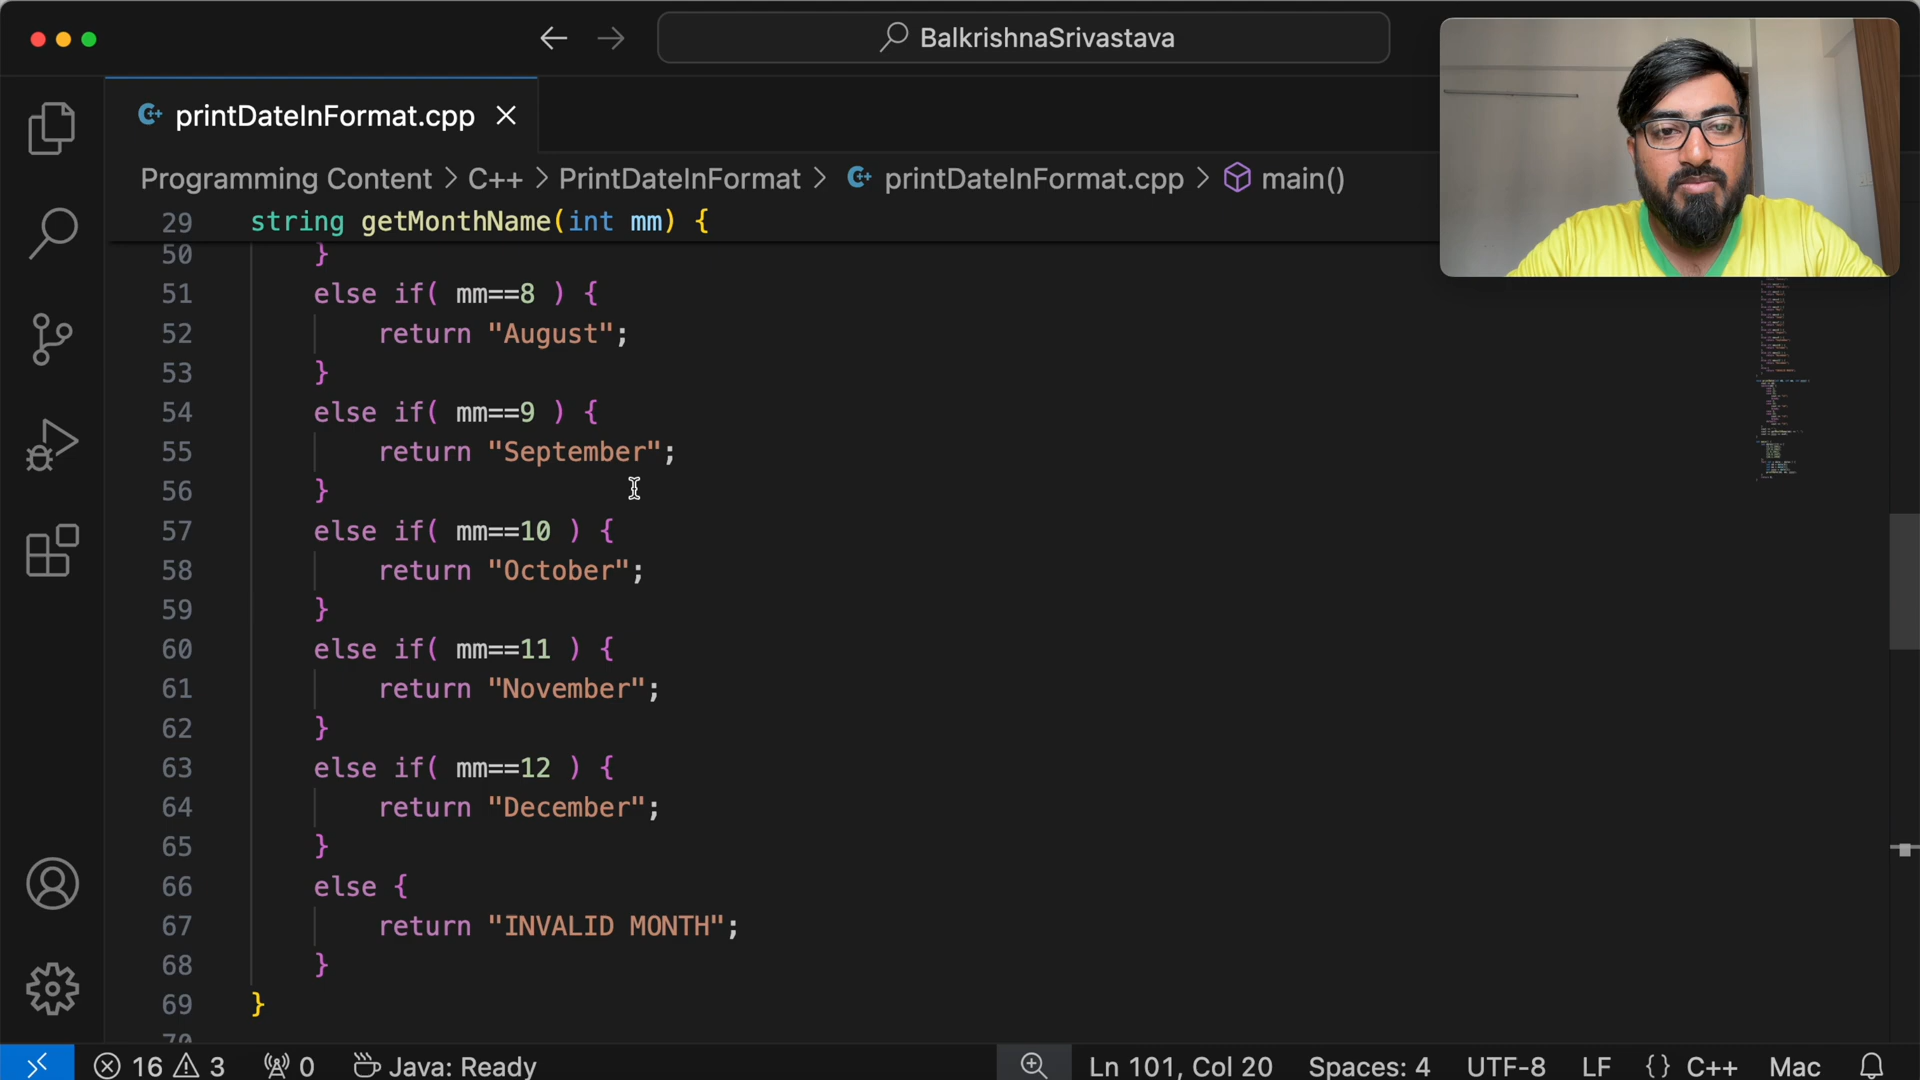 BalkrishnaSrivastava
printDateInFormat.cpp
Programming Content > C++ > PrintDateInFormat > printDateInFormat.cpp > main()
29 string getMonthName(int mm) {
50 }
51 else if( mm==8 ) {
52 return "August";
53 }
54 else if( mm==9 ) {
55 return "September";
56 }
57 else if( mm==10 ) {
58 return "October";
59 }
60 else if( mm==11 ) {
61 return "November";
62 }
63 else if( mm==12 ) {
64 return "December";
65 }
66 else {
67 return "INVALID MONTH";
68 }
69 }
16 3 0 Java: Ready Ln 101, Col 20 Spaces: 4 UTF-8 LF {} C++ Mac